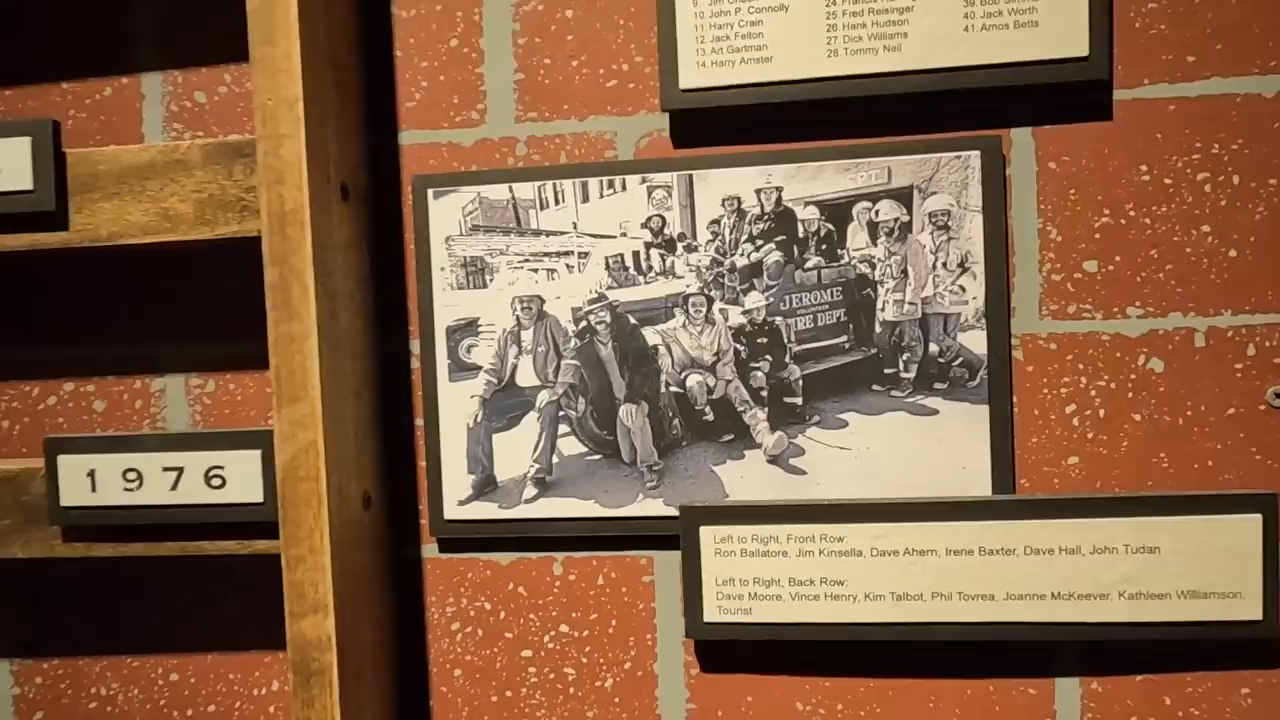 10. John P. Connolly
11. Harry Crain
12. Jack Felton
13. Art Gartman
14. Harry Amster
25. Fred Reisinger
26. Hank Hudson
27. Dick Williams
28. Tommy Neil
40. Jack Worth
41. Amos Betts
JEROME
VOLUNTEER
FIRE DEPT.
1976
Left to Right, Front Row:
Ron Ballatore, Jim Kinsella, Dave Ahern, Irene Baxter, Dave Hall, John Tudan
Left to Right, Back Row:
Dave Moore, Vince Henry, Kim Talbot, Phil Tovrea, Joanne McKeever, Kathleen Williamson,
Tourist